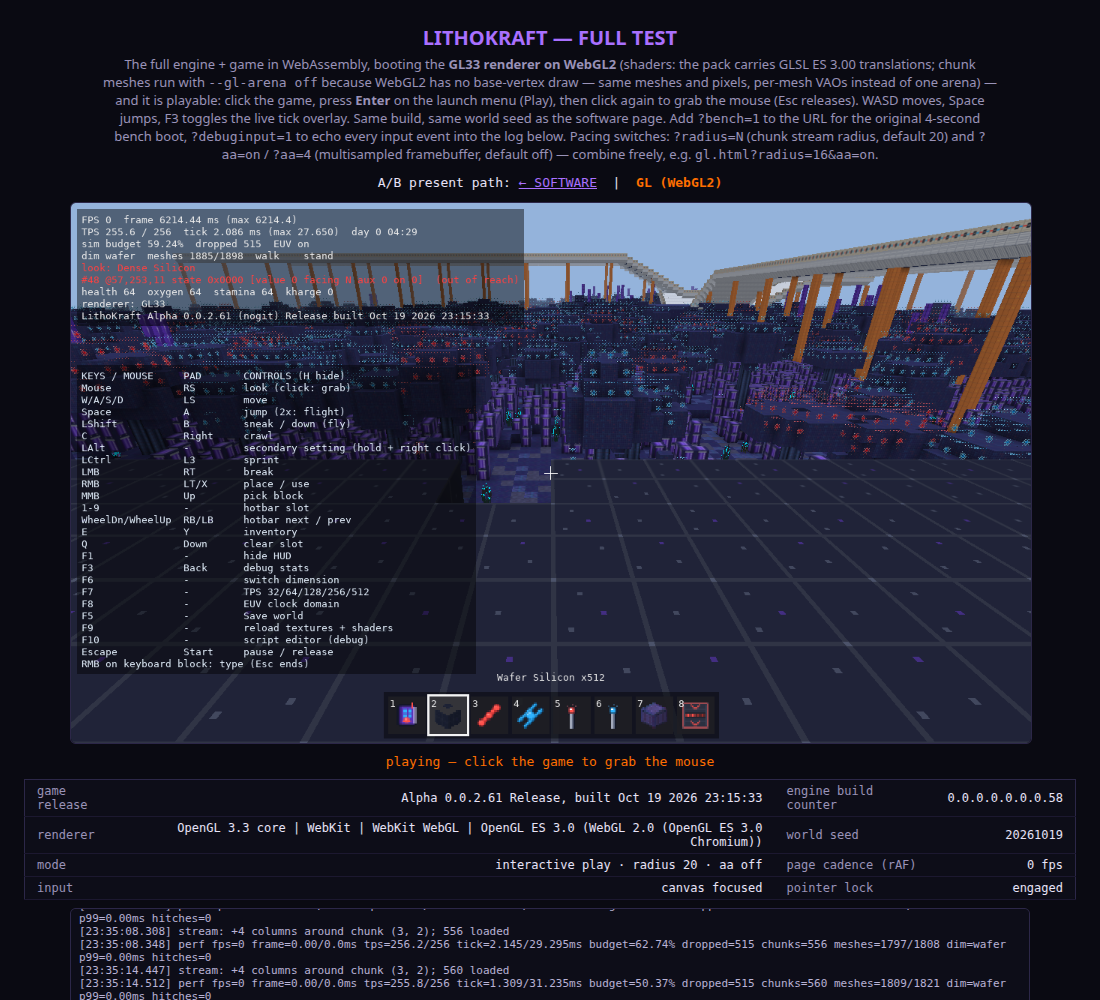 LITHOKRAFT — FULL TEST
The full engine + game in WebAssembly, booting the GL33 renderer on WebGL2 (shaders: the pack carries GLSL ES 3.00 translations; chunk
meshes run with --gl-arena off because WebGL2 has no base-vertex draw — same meshes and pixels, per-mesh VAOs instead of one arena) —
and it is playable: click the game, press Enter on the launch menu (Play), then click again to grab the mouse (Esc releases). WASD moves, Space
jumps, F3 toggles the live tick overlay. Same build, same world seed as the software page. Add ?bench=1 to the URL for the original 4-second
bench boot, ?debuginput=1 to echo every input event into the log below. Pacing switches: ?radius=N (chunk stream radius, default 20) and ?
aa=on / ?aa=4 (multisampled framebuffer, default off) — combine freely, e.g. gl.html?radius=16&aa=on.
A/B present path: ← SOFTWARE | GL (WebGL2)
FPS 0 frame 6214.44 ms (max 6214.4)
TPS 255.6 / 256 tick 2.086 ms (max 27.650) day 0 04:29
sim budget 59.24% dropped 515 EUV on
dim wafer meshes 1885/1898 walk stand
look: Dense Silicon
#46 @57,253,11 state 0x0000 (value 0 facing N aux 0 on 0) (out of reach)
health 64 oxygen 64 stamina 64 kharge 0
renderer: GL33
LithoKraft Alpha 0.0.2.61 (nogit) Release built Oct 19 2026 23:15:33
KEYS / MOUSE PAD CONTROLS (H hide)
Mouse RS look (click: grab)
W/A/S/D LS move
Space A jump (2x: flight)
LShift B sneak / down (fly)
C Right crawl
LAlt - secondary setting (hold + right click)
LCtrl L3 sprint
LMB RT break
RMB LT/X place / use
MMB Up pick block
1-9 - hotbar slot
WheelDn/WheelUp RB/LB hotbar next / prev
E Y inventory
Q Down clear slot
F1 - hide HUD
F3 Back debug stats
F6 - switch dimension
F7 - TPS 32/64/128/256/512
F8 - EUV clock domain
F5 - Save world
F9 - reload textures + shaders
F10 - script editor (debug)
Escape Start pause / release
RMB on keyboard block: type (Esc ends)
Wafer Silicon x512
1 2 3 4 5 6 7 8
playing — click the game to grab the mouse
game release Alpha 0.0.2.61 Release, built Oct 19 2026 23:15:33 engine build counter 0.0.0.0.0.0.58
renderer OpenGL 3.3 core | WebKit | WebKit WebGL | OpenGL ES 3.0 (WebGL 2.0 (OpenGL ES 3.0 Chromium)) world seed 20261019
mode interactive play · radius 20 · aa off page cadence (rAF) 0 fps
input canvas focused pointer lock engaged
p99=0.00ms hitches=0
[23:35:08.308] stream: +4 columns around chunk (3, 2); 556 loaded
[23:35:08.348] perf fps=0 frame=0.00/0.0ms tps=256.2/256 tick=2.145/29.295ms budget=62.74% dropped=515 chunks=556 meshes=1797/1808 dim=wafer
p99=0.00ms hitches=0
[23:35:14.447] stream: +4 columns around chunk (3, 2); 560 loaded
[23:35:14.512] perf fps=0 frame=0.00/0.0ms tps=255.8/256 tick=1.309/31.235ms budget=50.37% dropped=515 chunks=560 meshes=1809/1821 dim=wafer
p99=0.00ms hitches=0